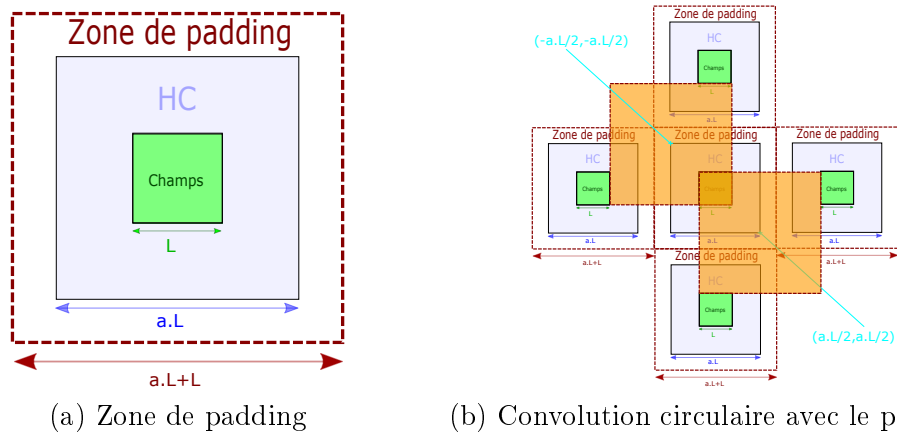 Zone de padding
HC
Champs
L
a.L
a.L+L
(a) Zone de padding
Zone de padding
(-a.L/2,-a.L/2)
HC
Champs
L
a.L
Zone de padding
Zone de padding
Zone de padding
HC
HC
HC
Champs
Champs
Champs
L
L
L
a.L
a.L
a.L
a.L+L
a.L+L
Zone de padding
HC
Champs
L
(a.L/2,a.L/2)
a.L
a.L+L
(b) Convolution circulaire avec le p